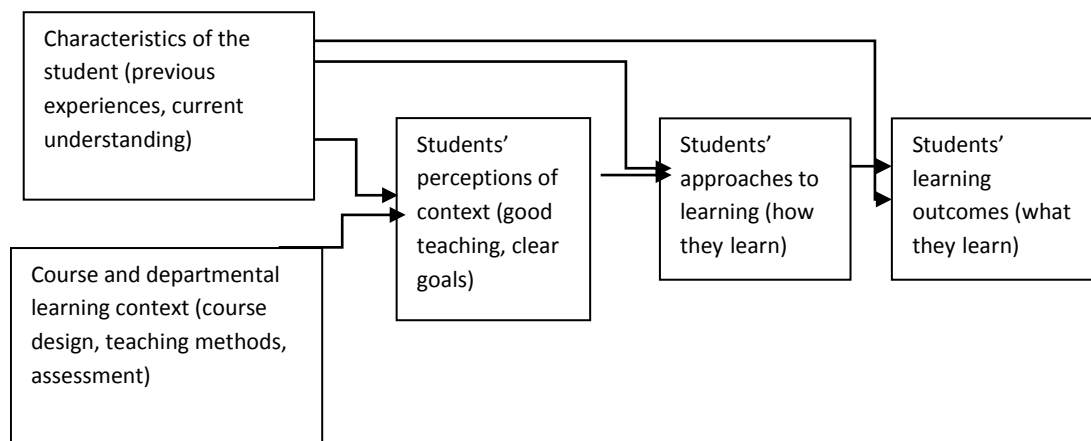 Characteristics of the
student (previous
experiences, current
understanding)
Course and departmental
learning context (course
design, teaching methods,
assessment)
Students’
perceptions of
context (good
teaching, clear
goals)
Students’
approaches to
learning (how
they learn)
Students’
learning
outcomes (what
they learn)